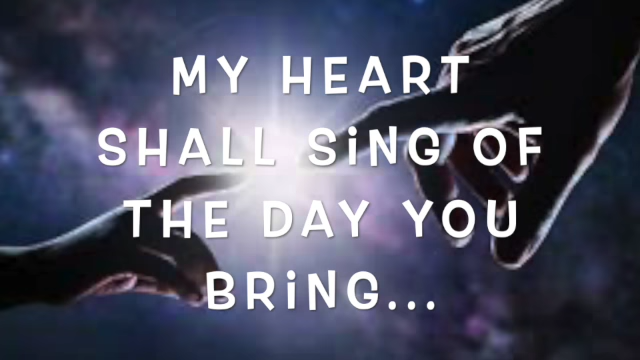 MY HEART
SHALL SiNG OF
THE DAY YOU
BRiNG...